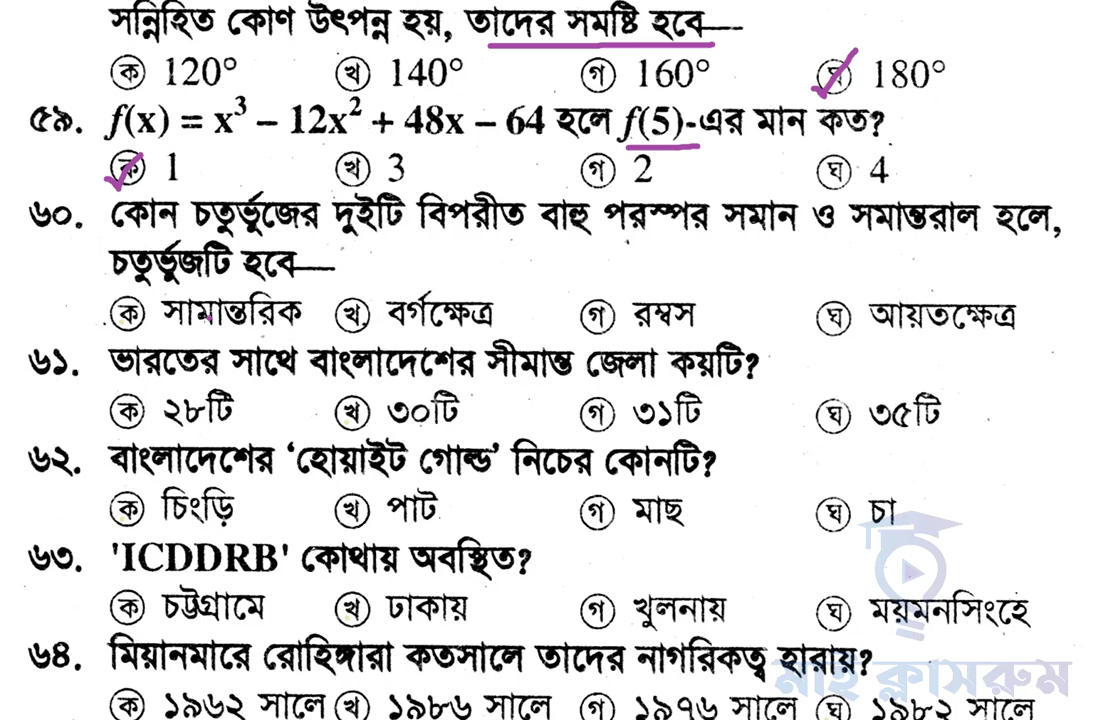 সন্নিহিত কোণ উৎপন্ন হয়, তাদের সমষ্টি হবে—
ক 120° খ 140° গ 160° ঘ 180°
৫৯. f(x) = x³ – 12x² + 48x – 64 হলে f(5)-এর মান কত?
ক 1 খ 3 গ 2 ঘ 4
৬০. কোন চতুর্ভুজের দুইটি বিপরীত বাহু পরস্পর সমান ও সমান্তরাল হলে,
চতুর্ভুজটি হবে—
ক সামান্তরিক খ বর্গক্ষেত্র গ রম্বস ঘ আয়তক্ষেত্র
৬১. ভারতের সাথে বাংলাদেশের সীমান্ত জেলা কয়টি?
ক ২৮টি খ ৩০টি গ ৩১টি ঘ ৩৫টি
৬২. বাংলাদেশের ‘হোয়াইট গোল্ড’ নিচের কোনটি?
ক চিংড়ি খ পাট গ মাছ ঘ চা
৬৩. 'ICDDRB' কোথায় অবস্থিত?
ক চট্টগ্রামে খ ঢাকায় গ খুলনায় ঘ ময়মনসিংহে
৬৪. মিয়ানমারে রোহিঙ্গারা কতসালে তাদের নাগরিকত্ব হারায়?
মাই ক্লাসরুম
ক ১৯৬২ সালে খ ১৯৮৬ সালে গ ১৯৭৬ সালে ঘ ১৯৮২ সালে